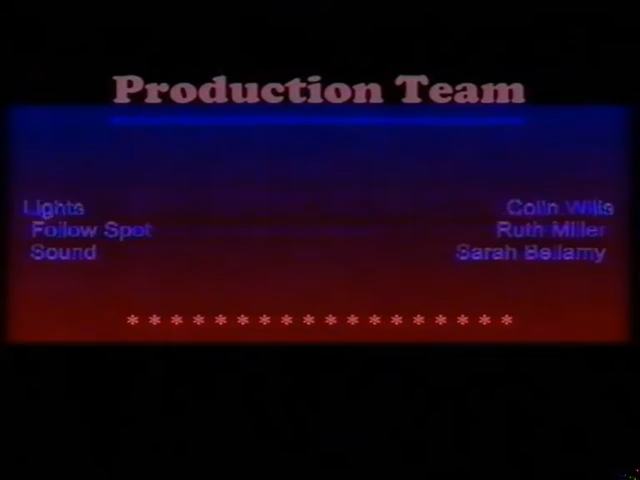 Production Team
Lights Colin Wills
Follow Spot Ruth Miller
Sound Sarah Bellamy
* * * * * * * * * * * * * * * * * *